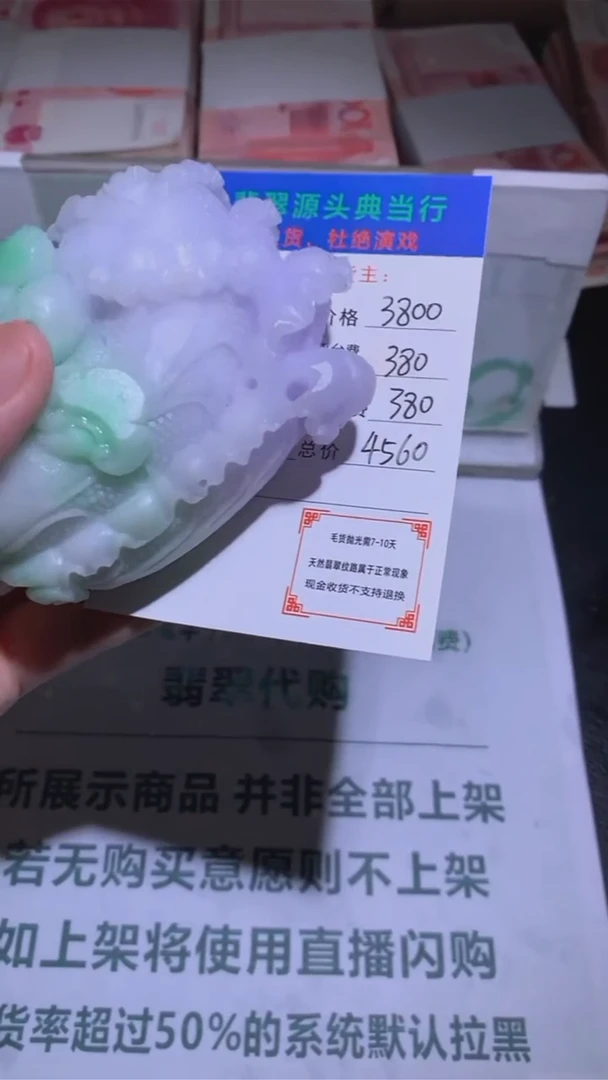 翠源头典当行
货、杜绝演戏
主：
价格 3800
台费 380
费 380
总价 4560
毛货抛光需7-10天
天然翡翠纹路属于正常现象
现金收货不支持退换
费）
翡翠代购
所展示商品 并非全部上架
若无购买意愿则不上架
如上架将使用直播闪购
货率超过50%的系统默认拉黑